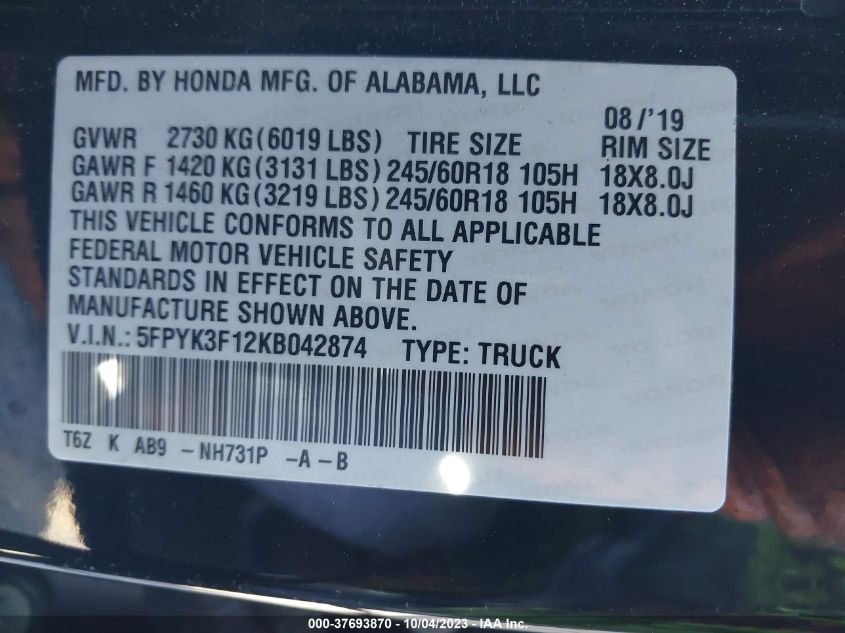 MFD. BY HONDA MFG. OF ALABAMA, LLC
08/'19
GVWR 2730 KG(6019 LBS) TIRE SIZE RIM SIZE
GAWR F 1420 KG(3131 LBS) 245/60R18 105H 18X8.0J
GAWR R 1460 KG(3219 LBS) 245/60R18 105H 18X8.0J
THIS VEHICLE CONFORMS TO ALL APPLICABLE
FEDERAL MOTOR VEHICLE SAFETY
STANDARDS IN EFFECT ON THE DATE OF
MANUFACTURE SHOWN ABOVE.
V.I.N.: 5FPYK3F12KB042874 TYPE: TRUCK
T6Z K AB9 -NH731P -A -B
000-37693870 - 10/04/2023 - IAA Inc.